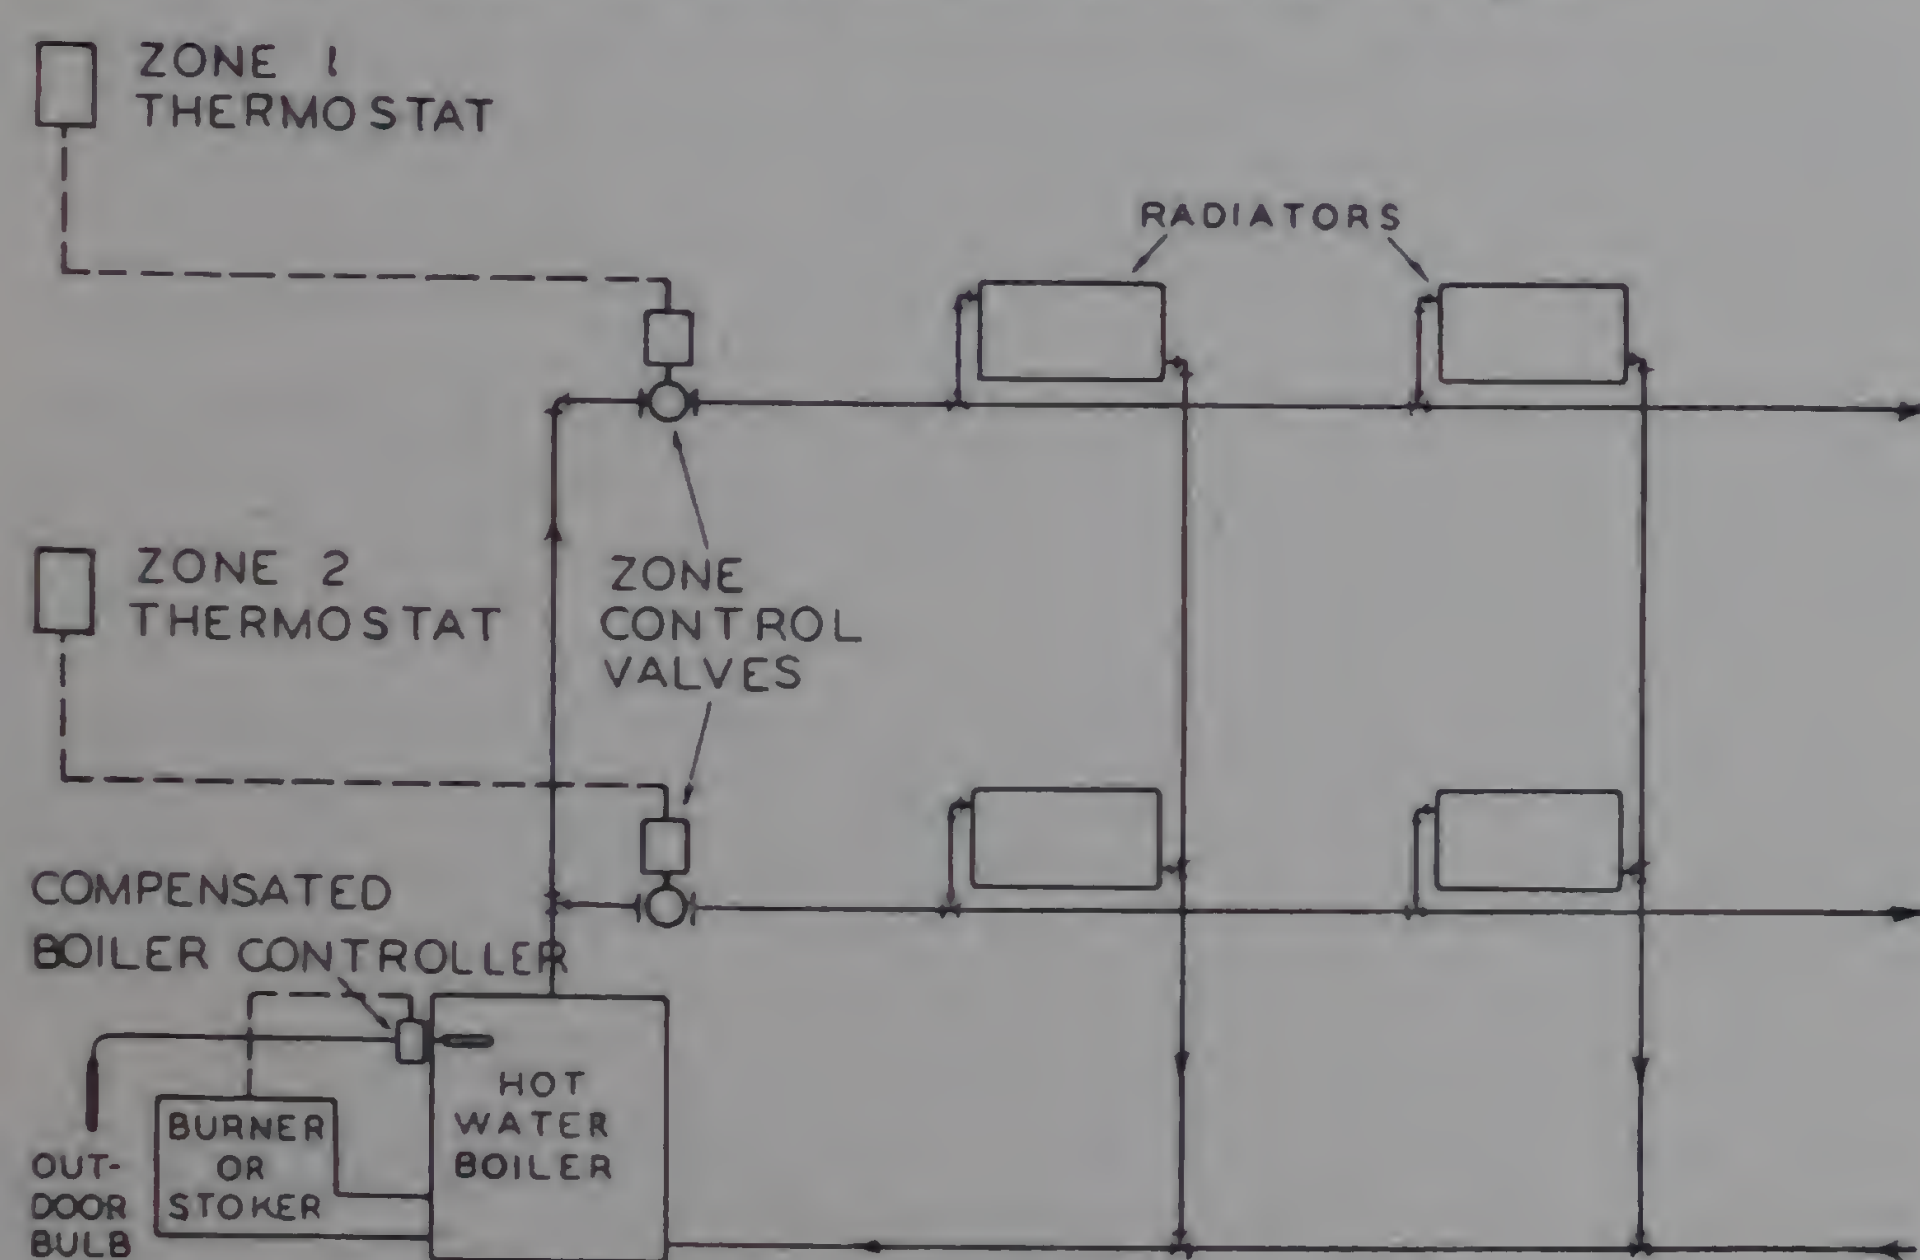 ZONE 1
THERMOSTAT
RADIATORS
ZONE 2
THERMOSTAT
ZONE
CONTROL
VALVES
COMPENSATED
BOILER CONTROLLER
HOT
WATER
BOILER
BURNER
OR
STOKER
OUT-
DOOR
BULB